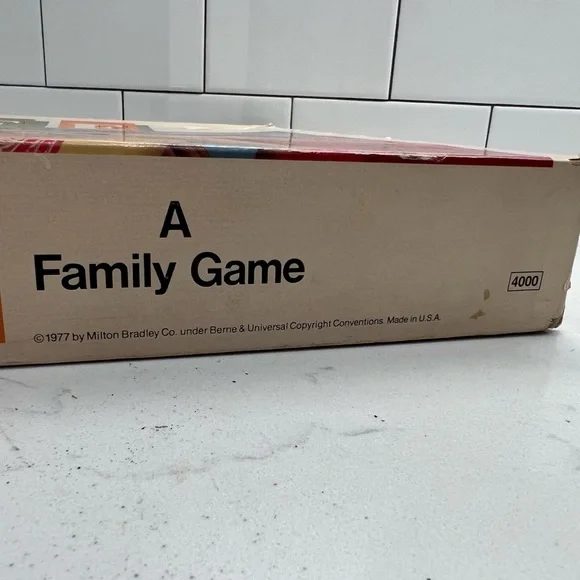 A
Family Game
4000
©1977 by Milton Bradley Co. under Berne & Universal Copyright Conventions. Made in U.S.A.